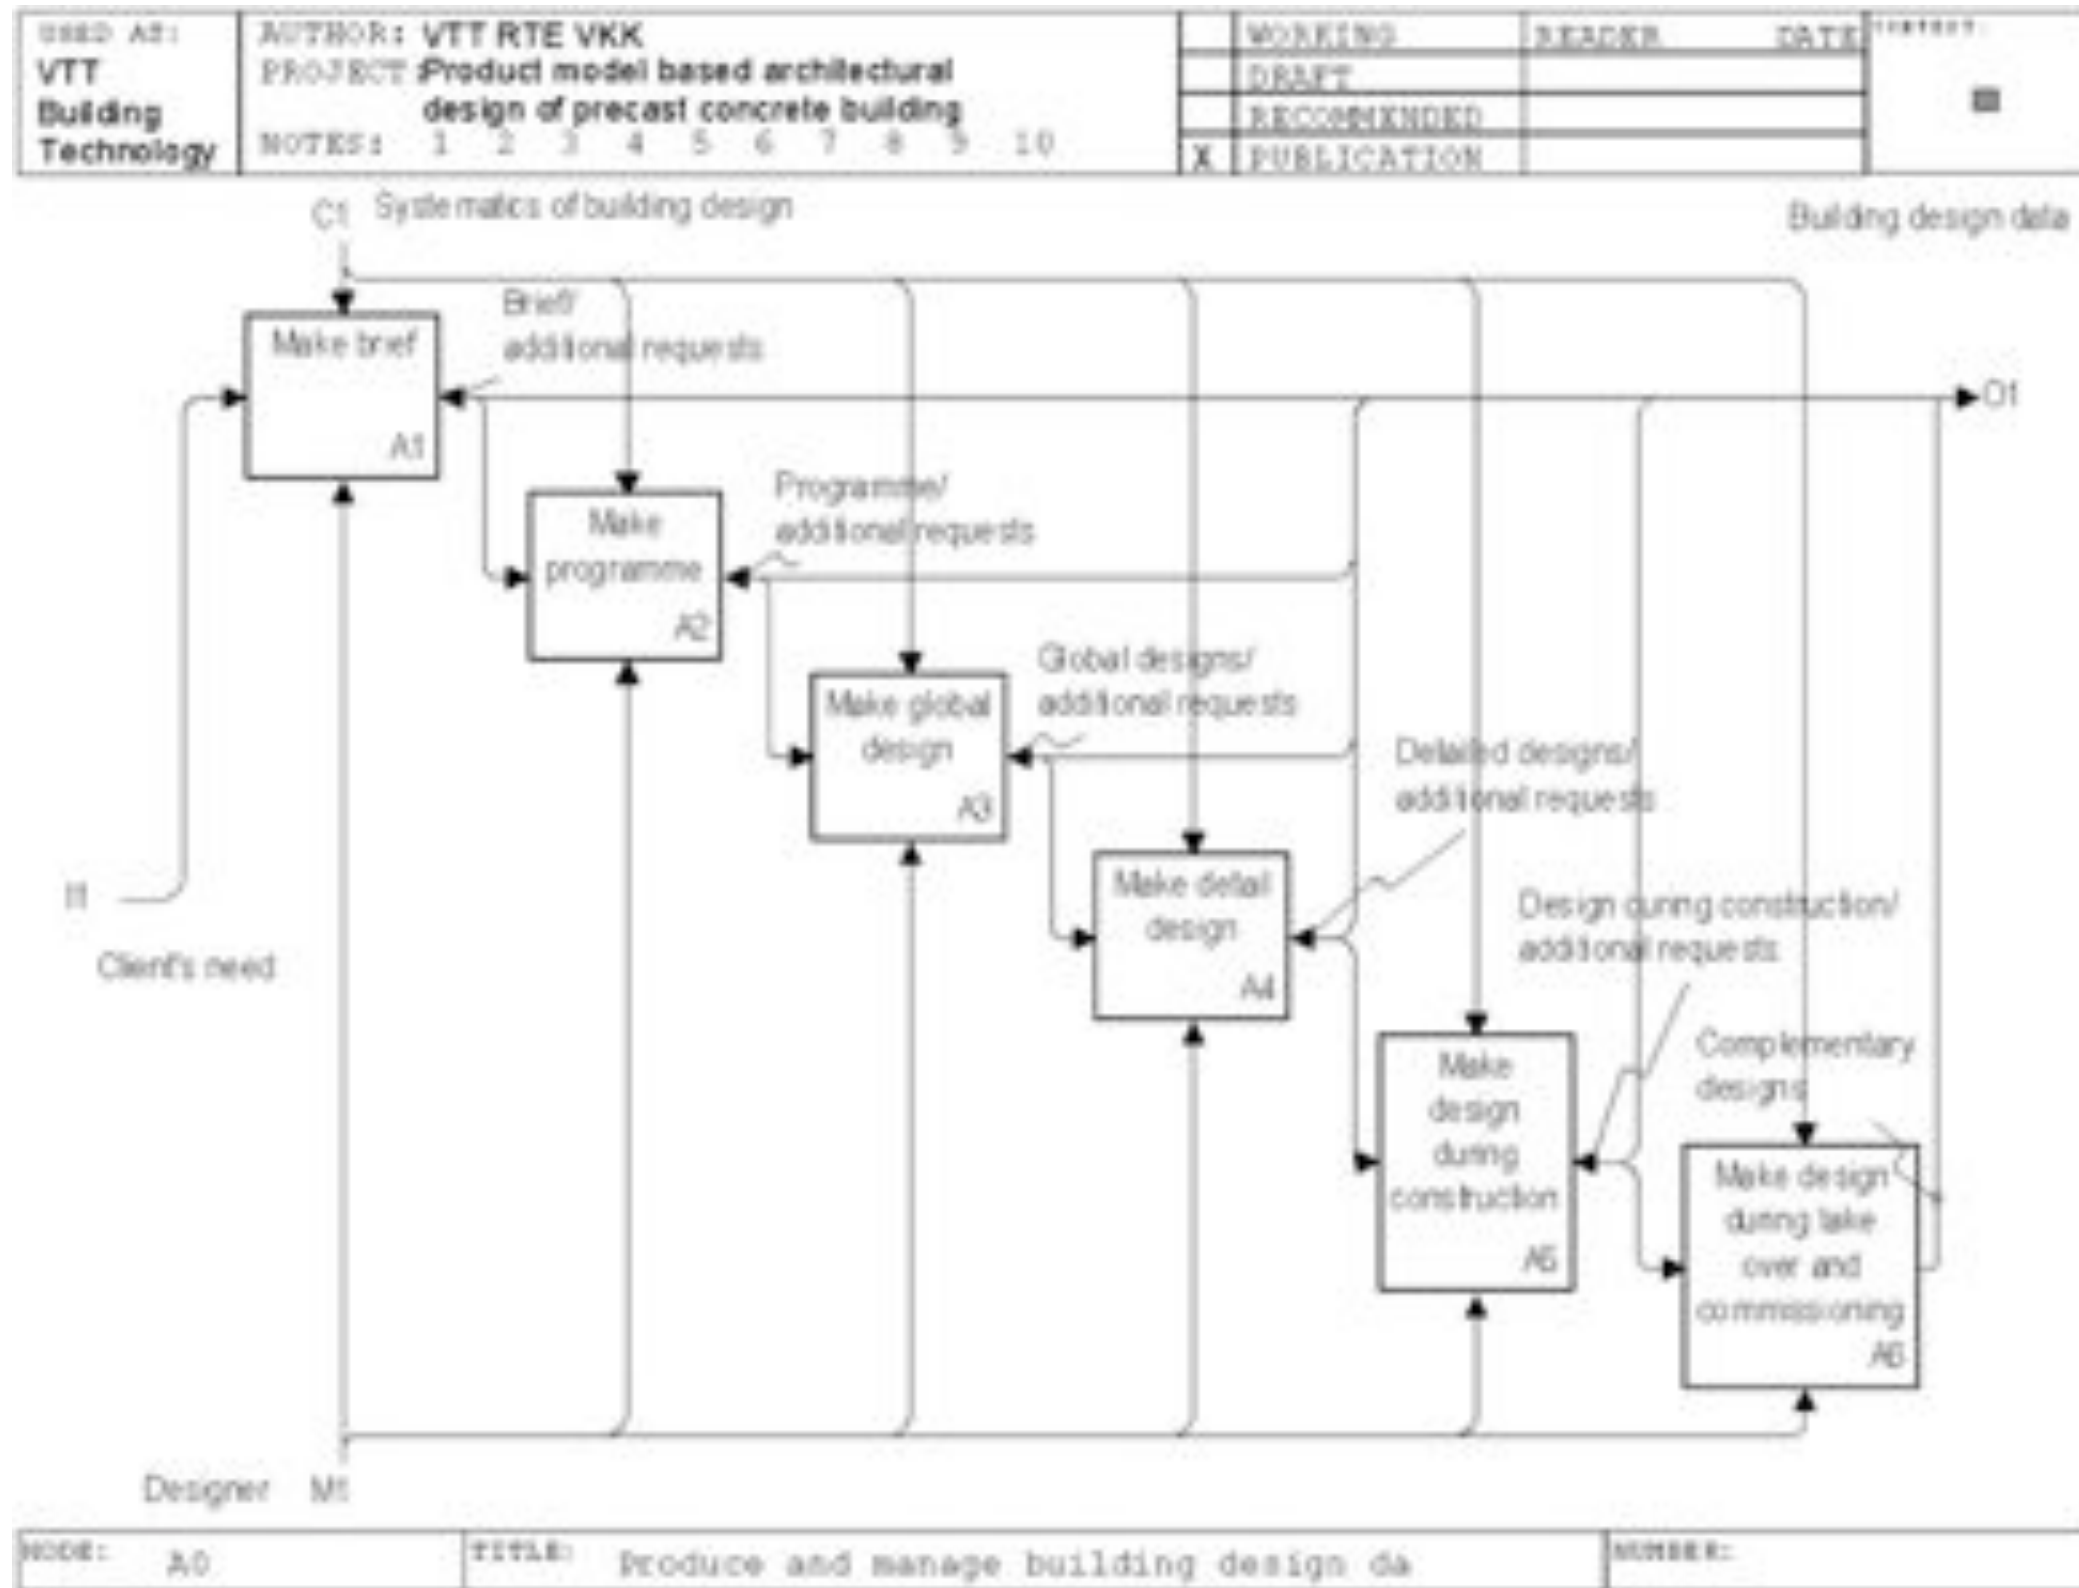 USED AT:
VTT
Building
Technology
AUTHOR: VTT RTE VKK
PROJECT: Product model based architectural
design of precast concrete building
NOTES: 1 2 3 4 5 6 7 8 9 10
WORKING
DRAFT
RECOMMENDED
X PUBLICATION
READER DATE
CONTEXT:
C1 Systematics of building design
Building design data
Brief/
additional requests
Make brief
A1
O1
Programme/
additional requests
Make
programme
A2
Global designs/
additional requests
Make global
design
A3
Detailed designs/
additional requests
Make detail
design
A4
I1
Client's need
Design during construction/
additional requests
Make
design
during
construction
A5
Complementary
designs
Make design
during take
over and
commissioning
A6
Designer M1
NODE: A0
TITLE: Produce and manage building design da
NUMBER: